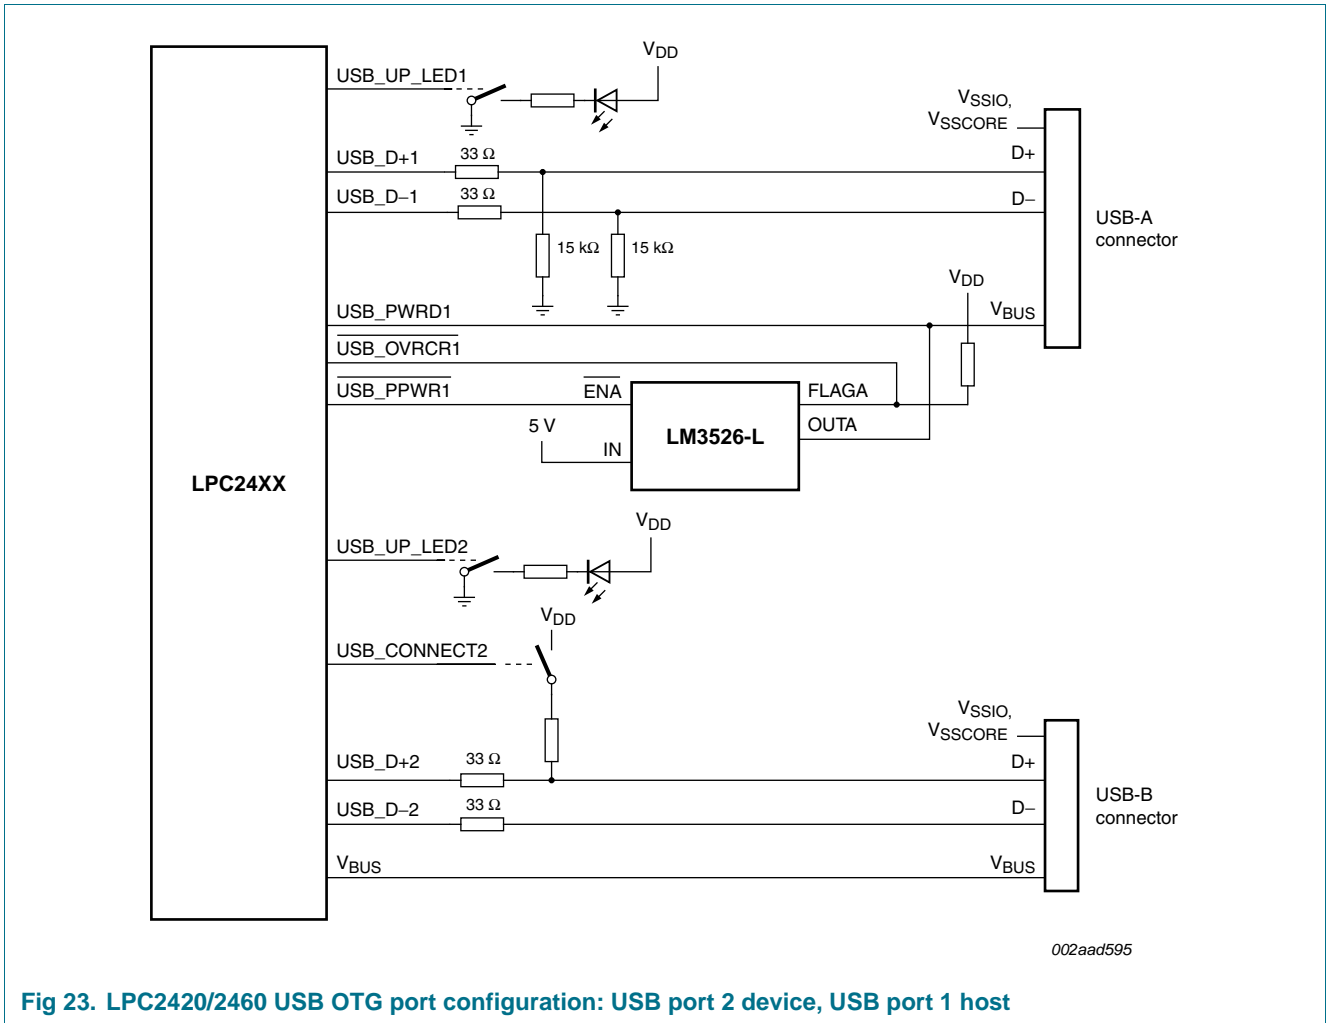 VDD
USB_UP_LED1
VSSIO,
VSSCORE
USB_D+1
33 Ω
D+
USB_D−1
33 Ω
D−
USB-A
connector
15 kΩ
15 kΩ
VDD
USB_PWRD1
VBUS
USB_OVRCR1
USB_PPWR1
ENA
FLAGA
5 V
OUTA
LM3526-L
IN
LPC24XX
VDD
USB_UP_LED2
VDD
USB_CONNECT2
VSSIO,
VSSCORE
USB_D+2
33 Ω
D+
USB-B
connector
USB_D−2
33 Ω
D−
VBUS
VBUS
002aad595
Fig 23. LPC2420/2460 USB OTG port configuration: USB port 2 device, USB port 1 host